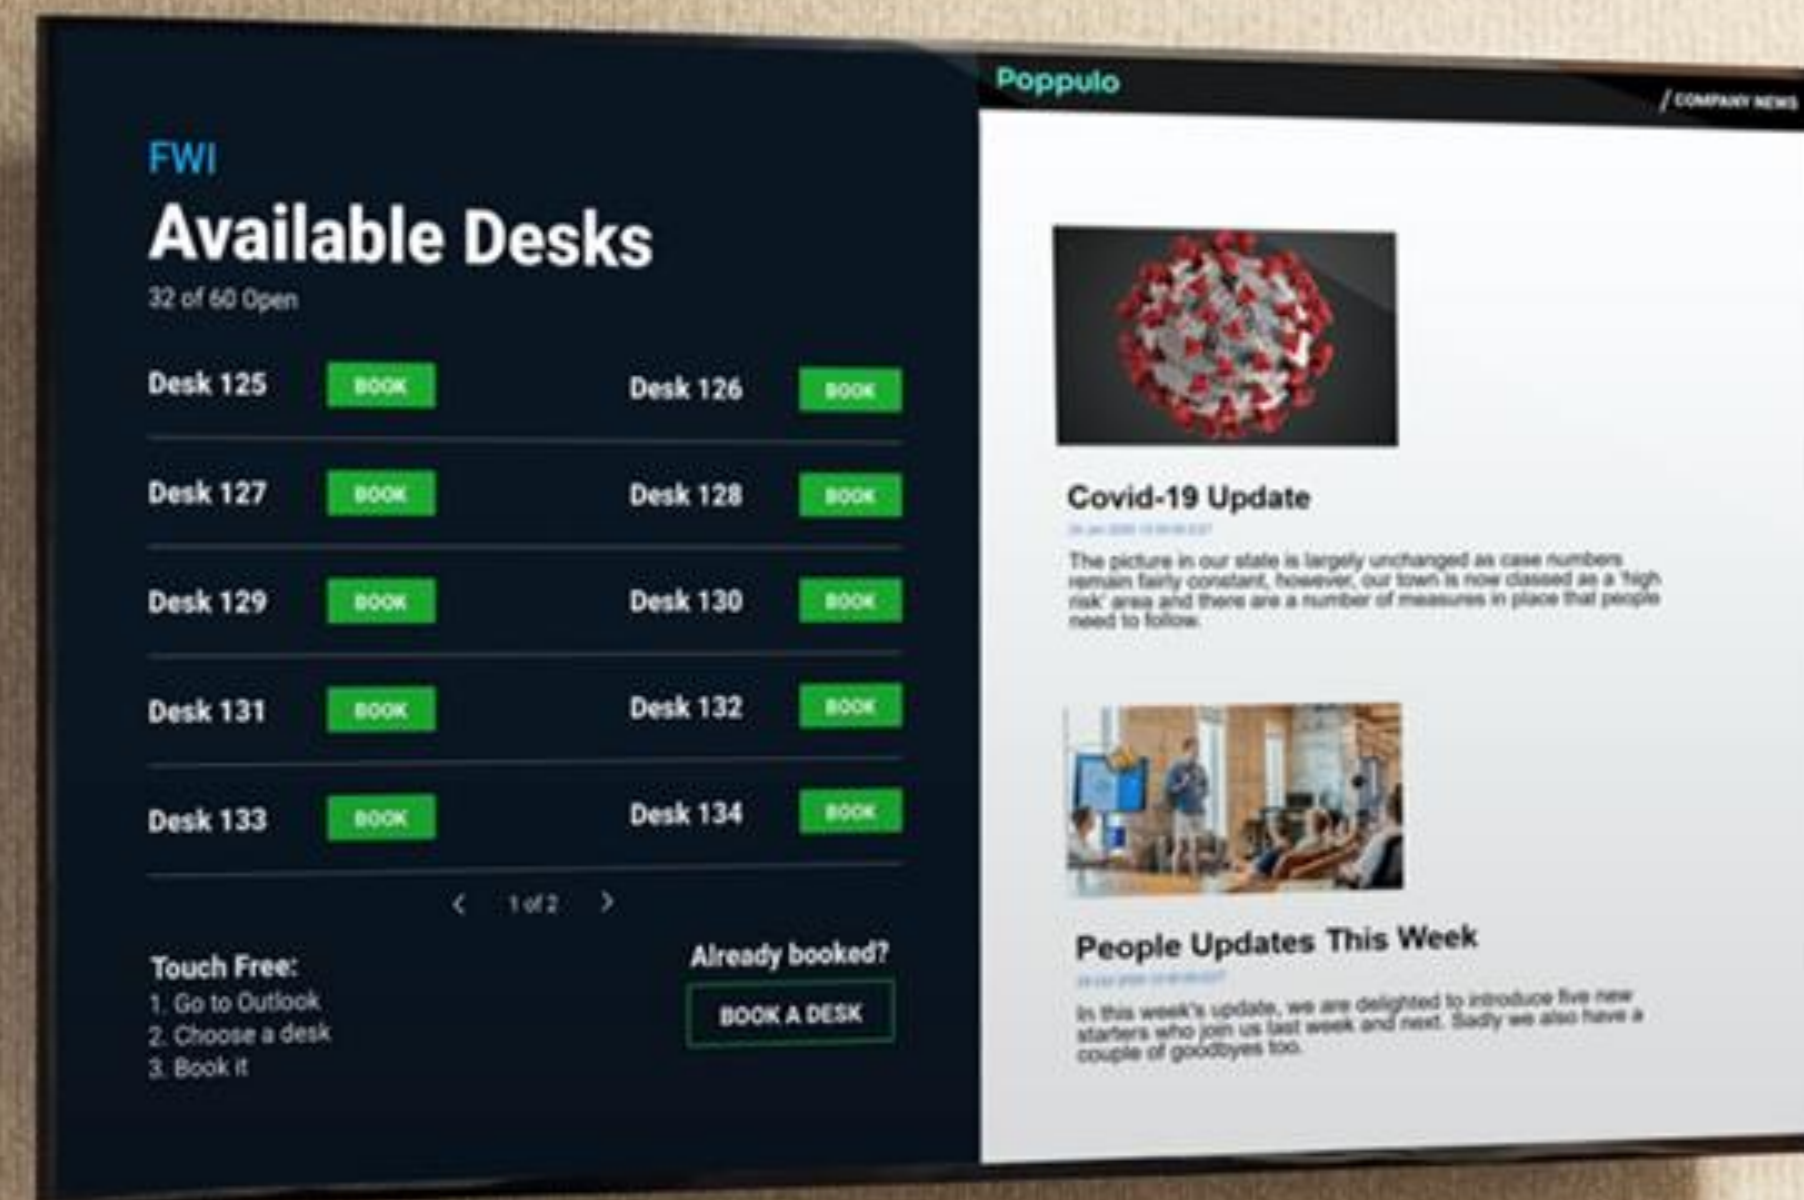 FWI
Available Desks
32 of 60 Open
Desk 125 BOOK Desk 126 BOOK
Desk 127 BOOK Desk 128 BOOK
Desk 129 BOOK Desk 130 BOOK
Desk 131 BOOK Desk 132 BOOK
Desk 133 BOOK Desk 134 BOOK
< 1 of 2 >
Touch Free:
1. Go to Outlook
2. Choose a desk
3. Book it
Already booked?
BOOK A DESK
Poppulo
/ COMPANY NEWS
Covid-19 Update
The picture in our state is largely unchanged as case numbers
remain fairly constant, however, our town is now classed as a 'high
risk' area and there are a number of measures in place that people
need to follow.
People Updates This Week
In this week's update, we are delighted to introduce five new
starters who join us last week and next. Sadly we also have a
couple of goodbyes too.